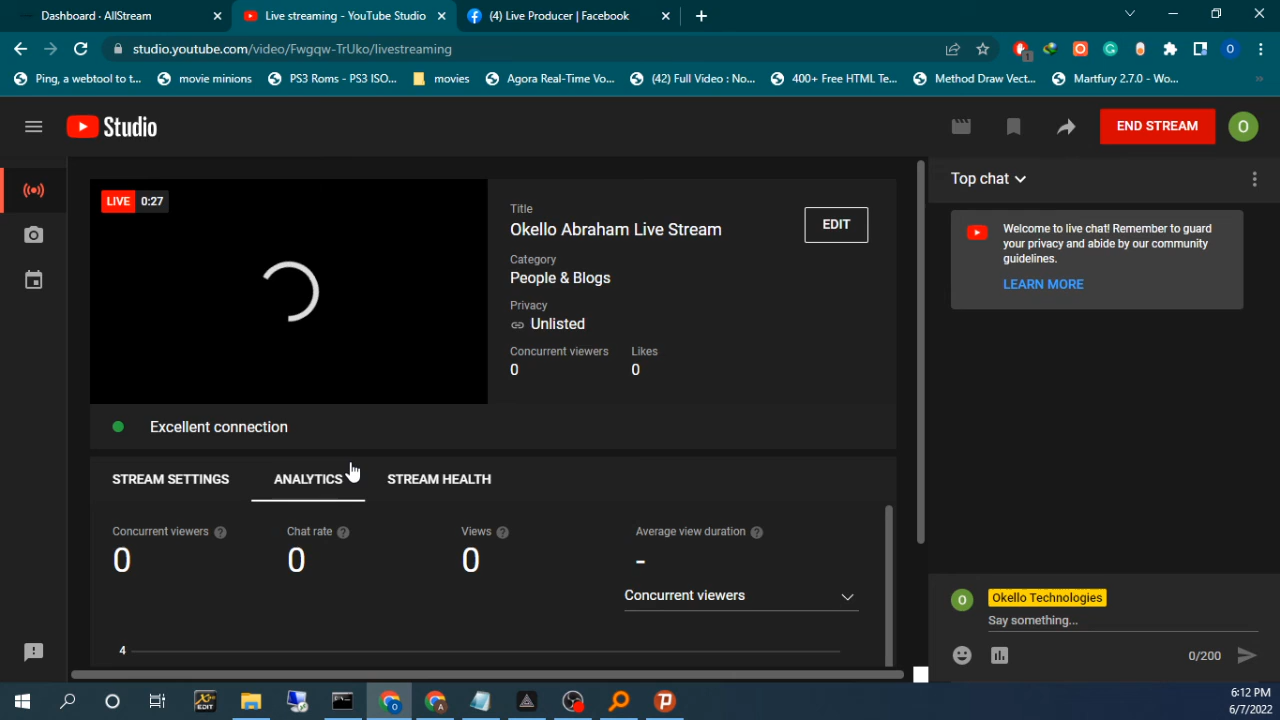 Dashboard - AllStream
Live streaming - YouTube Studio
(4) Live Producer | Facebook
studio.youtube.com/video/Fwgqw-TrUko/livestreaming
1
O
Ping, a webtool to t...
movie minions
PS3 Roms - PS3 ISO...
movies
Agora Real-Time Vo...
(42) Full Video : No...
400+ Free HTML Te...
Method Draw Vect...
Martfury 2.7.0 - Wo...
Studio
END STREAM
O
LIVE 0:27
Title
Okello Abraham Live Stream
EDIT
Category
People & Blogs
Privacy
Unlisted
Concurrent viewers
Likes
0
0
Excellent connection
STREAM SETTINGS
ANALYTICS
STREAM HEALTH
Concurrent viewers
Chat rate
Views
Average view duration
0
0
0
-
Concurrent viewers
4
Top chat
Welcome to live chat! Remember to guard
your privacy and abide by our community
guidelines.
LEARN MORE
O
Okello Technologies
Say something...
0/200
EDIT
O
A
6:12 PM
6/7/2022